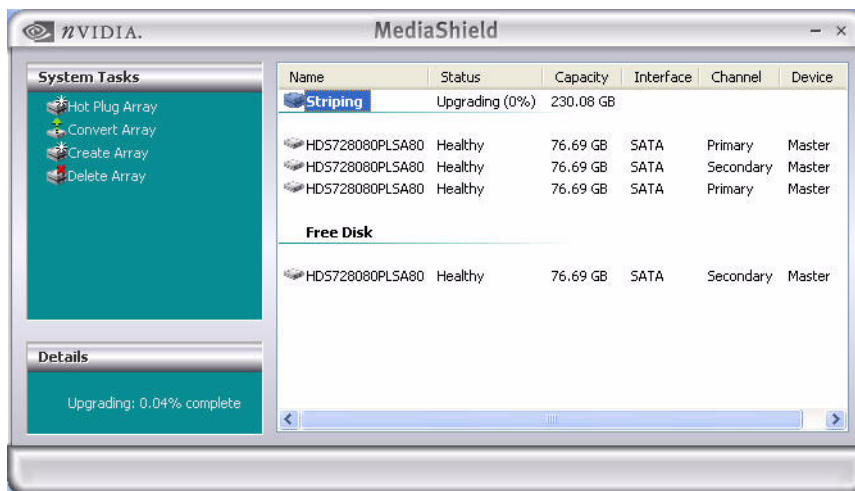 nVIDIA. MediaShield
System Tasks
Hot Plug Array
Convert Array
Create Array
Delete Array
Details
Upgrading: 0.04% complete
Name Status Capacity Interface Channel Device
Striping Upgrading (0%) 230.08 GB
HDS728080PLSA80 Healthy 76.69 GB SATA Primary Master
HDS728080PLSA80 Healthy 76.69 GB SATA Secondary Master
HDS728080PLSA80 Healthy 76.69 GB SATA Primary Master
Free Disk
HDS728080PLSA80 Healthy 76.69 GB SATA Secondary Master